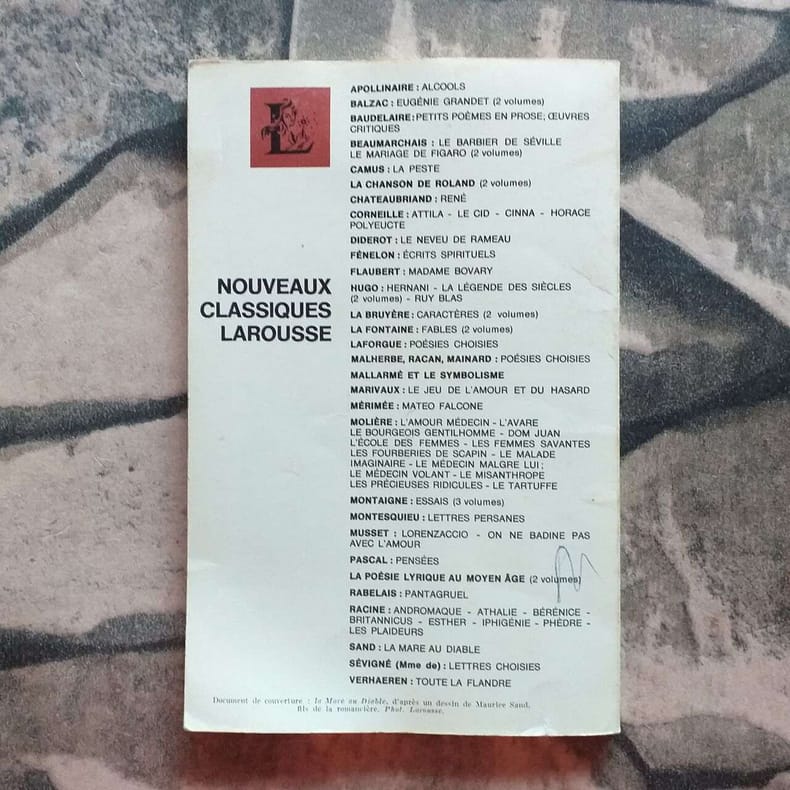 L
NOUVEAUX
CLASSIQUES
LAROUSSE
APOLLINAIRE : ALCOOLS
BALZAC : EUGÉNIE GRANDET (2 volumes)
BAUDELAIRE : PETITS POÈMES EN PROSE, ŒUVRES
CRITIQUES
BEAUMARCHAIS : LE BARBIER DE SÉVILLE
LE MARIAGE DE FIGARO (2 volumes)
CAMUS : LA PESTE
LA CHANSON DE ROLAND (2 volumes)
CHATEAUBRIAND : RENÉ
CORNEILLE : ATTILA - LE CID - CINNA - HORACE
POLYEUCTE
DIDEROT : LE NEVEU DE RAMEAU
FÉNELON : ÉCRITS SPIRITUELS
FLAUBERT : MADAME BOVARY
HUGO : HERNANI - LA LÉGENDE DES SIÈCLES
(2 volumes) - RUY BLAS
LA BRUYÈRE : CARACTÈRES (2 volumes)
LA FONTAINE : FABLES (2 volumes)
LAFORGUE : POÉSIES CHOISIES
MALHERBE, RACAN, MAINARD : POÉSIES CHOISIES
MALLARMÉ ET LE SYMBOLISME
MARIVAUX : LE JEU DE L'AMOUR ET DU HASARD
MÉRIMÉE : MATEO FALCONE
MOLIÈRE : L'AMOUR MÉDECIN - L'AVARE
LE BOURGEOIS GENTILHOMME - DOM JUAN
L'ÉCOLE DES FEMMES - LES FEMMES SAVANTES
LES FOURBERIES DE SCAPIN - LE MALADE
IMAGINAIRE - LE MÉDECIN MALGRE LUI ;
LE MÉDECIN VOLANT - LE MISANTHROPE
LES PRÉCIEUSES RIDICULES - LE TARTUFFE
MONTAIGNE : ESSAIS (3 volumes)
MONTESQUIEU : LETTRES PERSANES
MUSSET : LORENZACCIO - ON NE BADINE PAS
AVEC L'AMOUR
PASCAL : PENSÉES
LA POÉSIE LYRIQUE AU MOYEN ÂGE (2 volumes)
RABELAIS : PANTAGRUEL
RACINE : ANDROMAQUE - ATHALIE - BÉRÉNICE -
BRITANNICUS - ESTHER - IPHIGÉNIE - PHÈDRE -
LES PLAIDEURS
SAND : LA MARE AU DIABLE
SÉVIGNÉ (Mme de) : LETTRES CHOISIES
VERHAEREN : TOUTE LA FLANDRE
Document de couverture : la Mare au Diable, d'après un dessin de Maurice Sand,
fils de la romancière. Phot. Larousse.